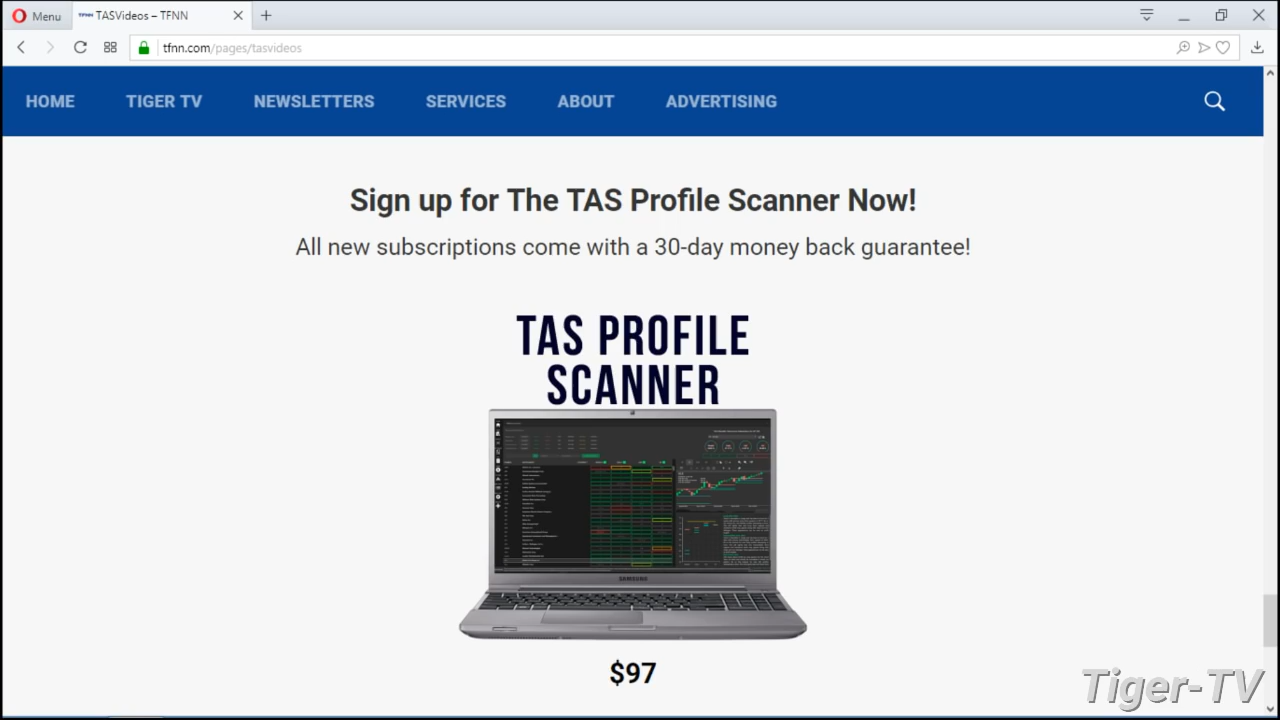 Menu
TFNN TASVideos – TFNN
tfnn.com/pages/tasvideos
HOME TIGER TV NEWSLETTERS SERVICES ABOUT ADVERTISING
Sign up for The TAS Profile Scanner Now!
All new subscriptions come with a 30-day money back guarantee!
TAS PROFILE
SCANNER
SAMSUNG
$97
Tiger-TV